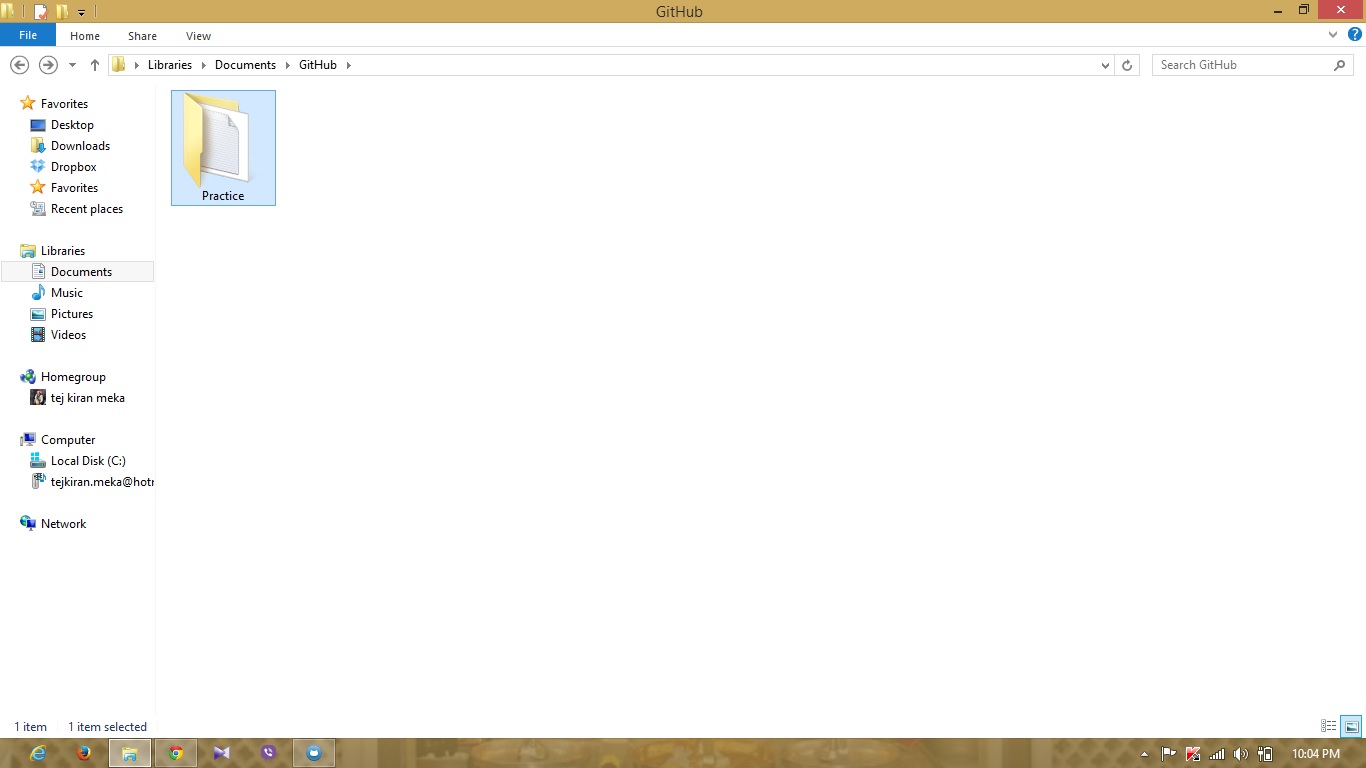 GitHub
File Home Share View
Libraries Documents GitHub
Search GitHub
Favorites
Desktop
Downloads
Dropbox
Favorites
Recent places
Libraries
Documents
Music
Pictures
Videos
Homegroup
tej kiran meka
Computer
Local Disk (C:)
tejkiran.meka@hotr
Network
Practice
1 item 1 item selected
10:04 PM